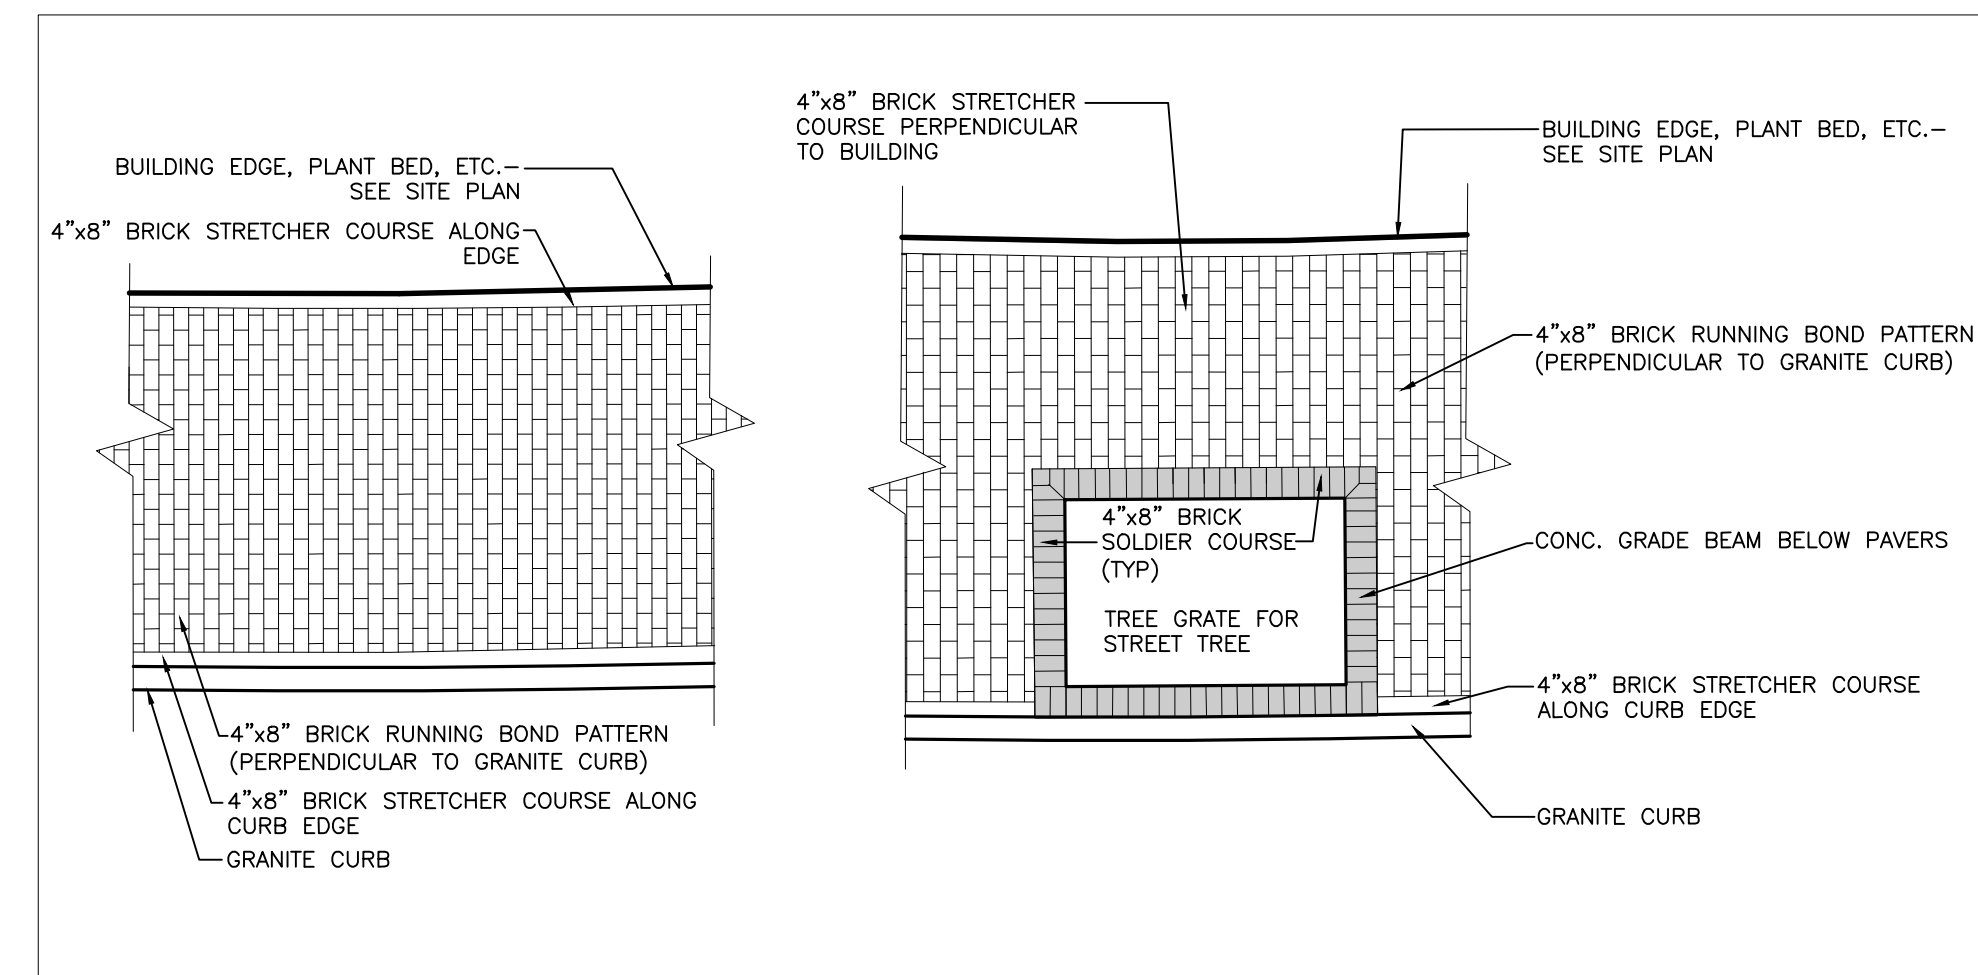 BUILDING EDGE, PLANT BED, ETC.–
SEE SITE PLAN
4”x8” BRICK STRETCHER COURSE ALONG
EDGE
4”x8” BRICK RUNNING BOND PATTERN
(PERPENDICULAR TO GRANITE CURB)
4”x8” BRICK STRETCHER COURSE ALONG
CURB EDGE
GRANITE CURB
4”x8” BRICK STRETCHER
COURSE PERPENDICULAR
TO BUILDING
BUILDING EDGE, PLANT BED, ETC.–
SEE SITE PLAN
4”x8” BRICK RUNNING BOND PATTERN
(PERPENDICULAR TO GRANITE CURB)
4”x8” BRICK
SOLDIER COURSE
(TYP)
TREE GRATE FOR
STREET TREE
CONC. GRADE BEAM BELOW PAVERS
4”x8” BRICK STRETCHER COURSE
ALONG CURB EDGE
GRANITE CURB